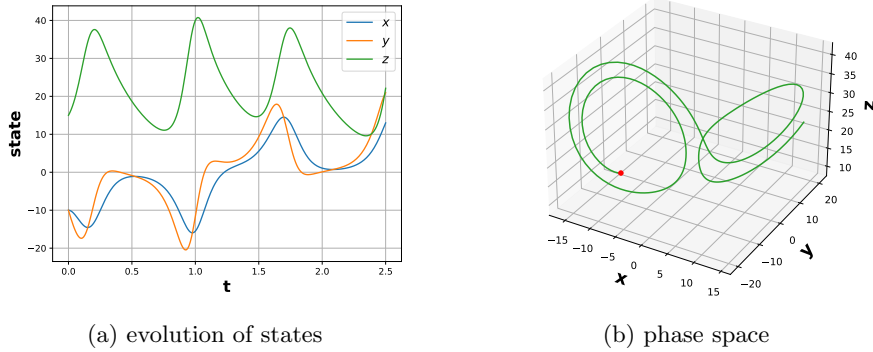 40
30
20
10
0
−10
−20
state
0.0 0.5 1.0 1.5 2.0 2.5
t
x
y
z
40
35
30
25
20
15
10
z
20
10
0
−10
−20
y
−15 −10 −5 0 5 10 15
x
(a) evolution of states
(b) phase space